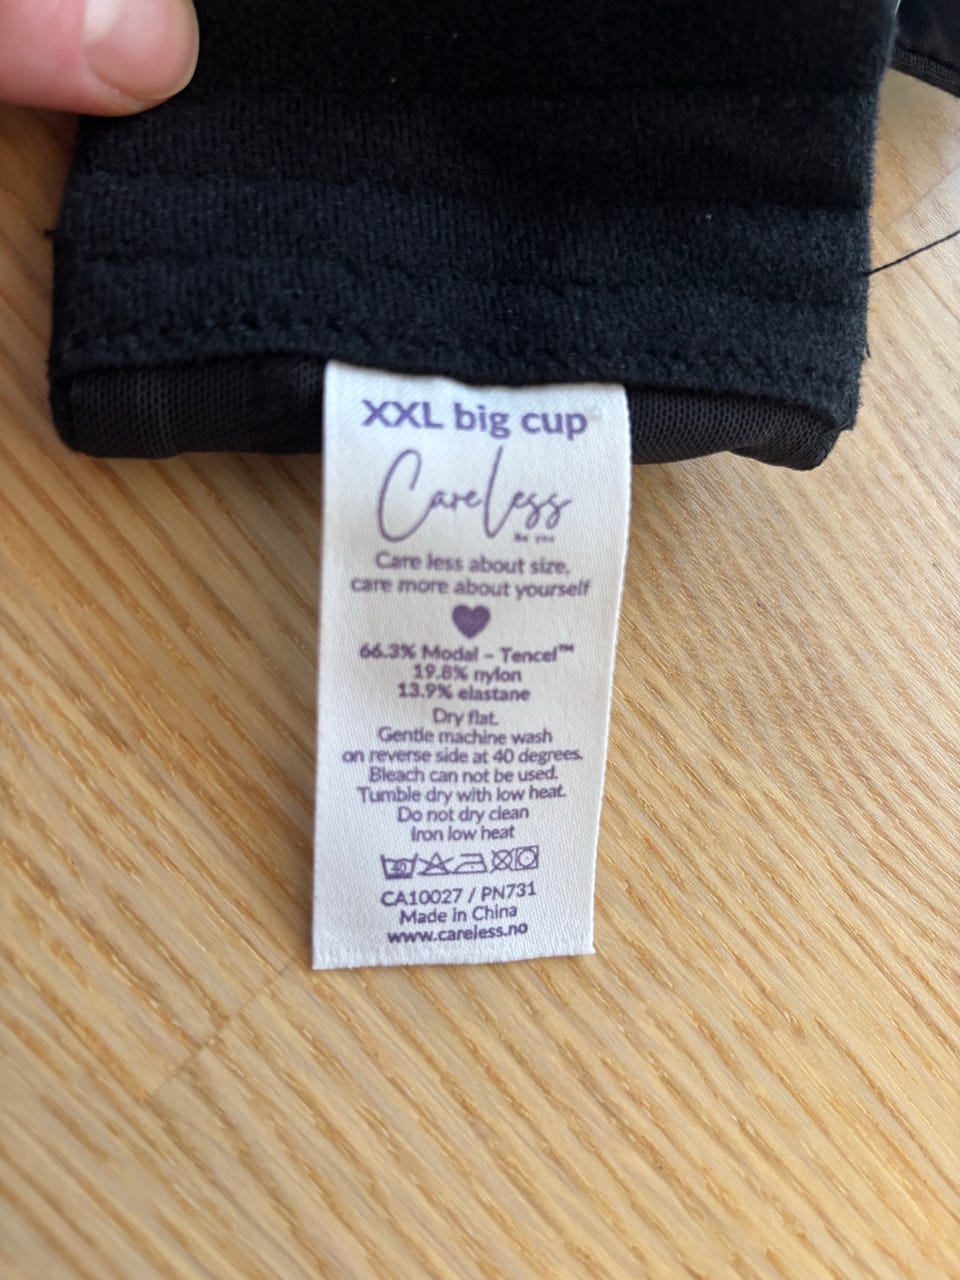 XXL big cup
CareLess
Be you
Care less about size,
care more about yourself
66.3% Modal – Tencel™
19.8% nylon
13.9% elastane
Dry flat.
Gentle machine wash
on reverse side at 40 degrees.
Bleach can not be used.
Tumble dry with low heat.
Do not dry clean
Iron low heat
40
CA10027 / PN731
Made in China
www.careless.no